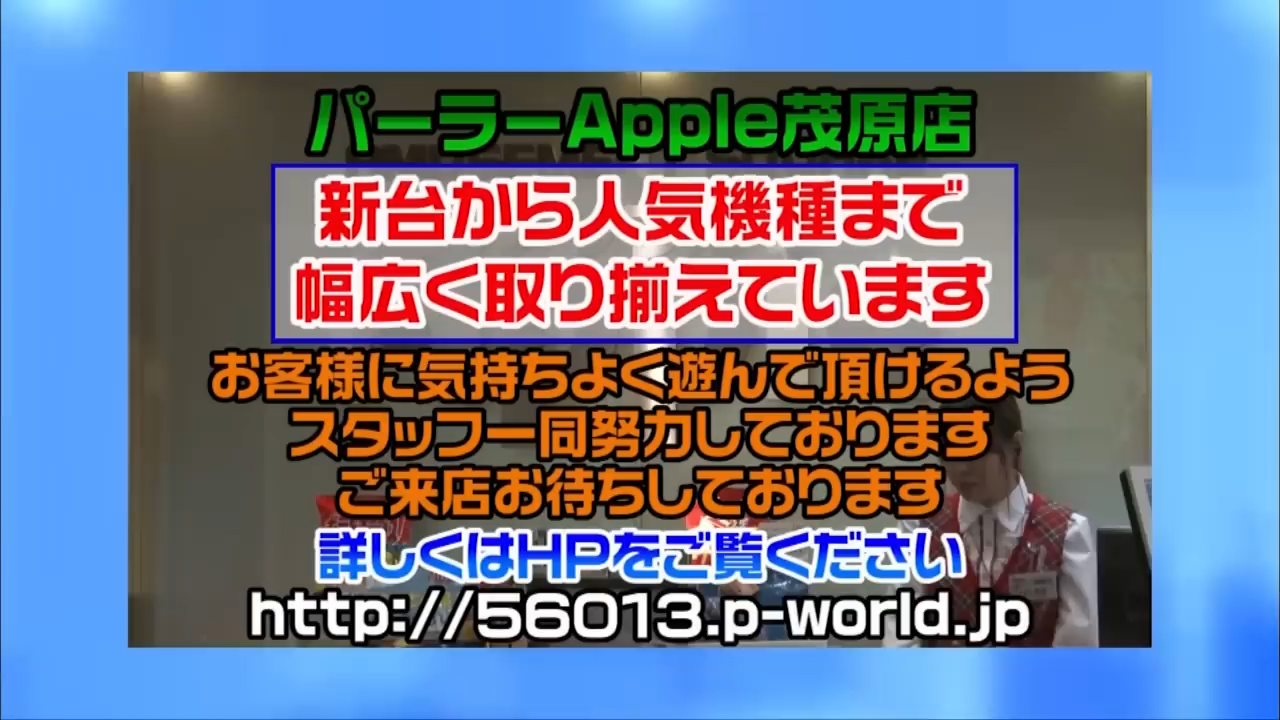 パーラーApple茂原店
新台から人気機種まで
幅広く取り揃えています
お客様に気持ちよく遊んで頂けるよう
スタッフ一同努力しております
ご来店お待ちしております
詳しくはHPをご覧ください
http://56013.p-world.jp